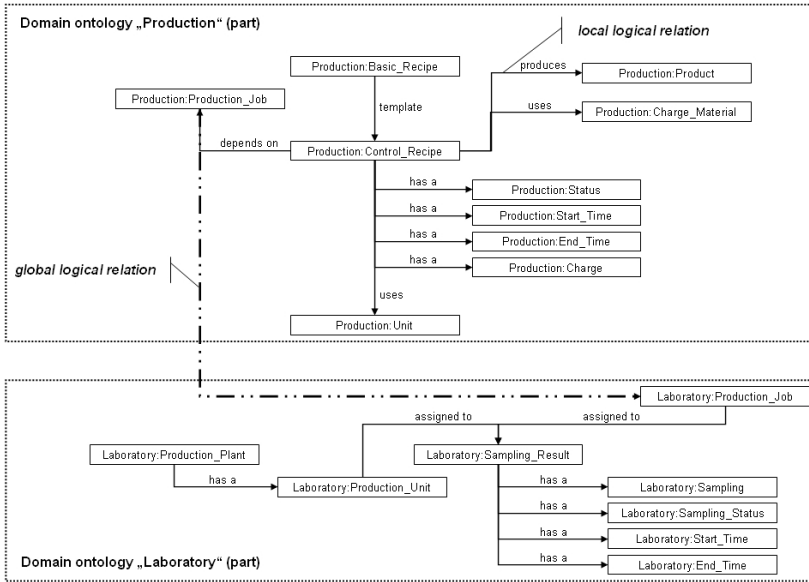 Domain ontology „Production“ (part)
local logical relation
Production:Basic_Recipe
produces
Production:Product
Production:Production_Job
template
uses
Production:Charge_Material
depends on
Production:Control_Recipe
has a
Production:Status
has a
Production:Start_Time
has a
Production:End_Time
global logical relation
has a
Production:Charge
uses
Production:Unit
Laboratory:Production_Job
assigned to
assigned to
Laboratory:Production_Plant
Laboratory:Sampling_Result
has a
Laboratory:Production_Unit
has a
Laboratory:Sampling
has a
Laboratory:Sampling_Status
has a
Laboratory:Start_Time
has a
Laboratory:End_Time
Domain ontology „Laboratory“ (part)